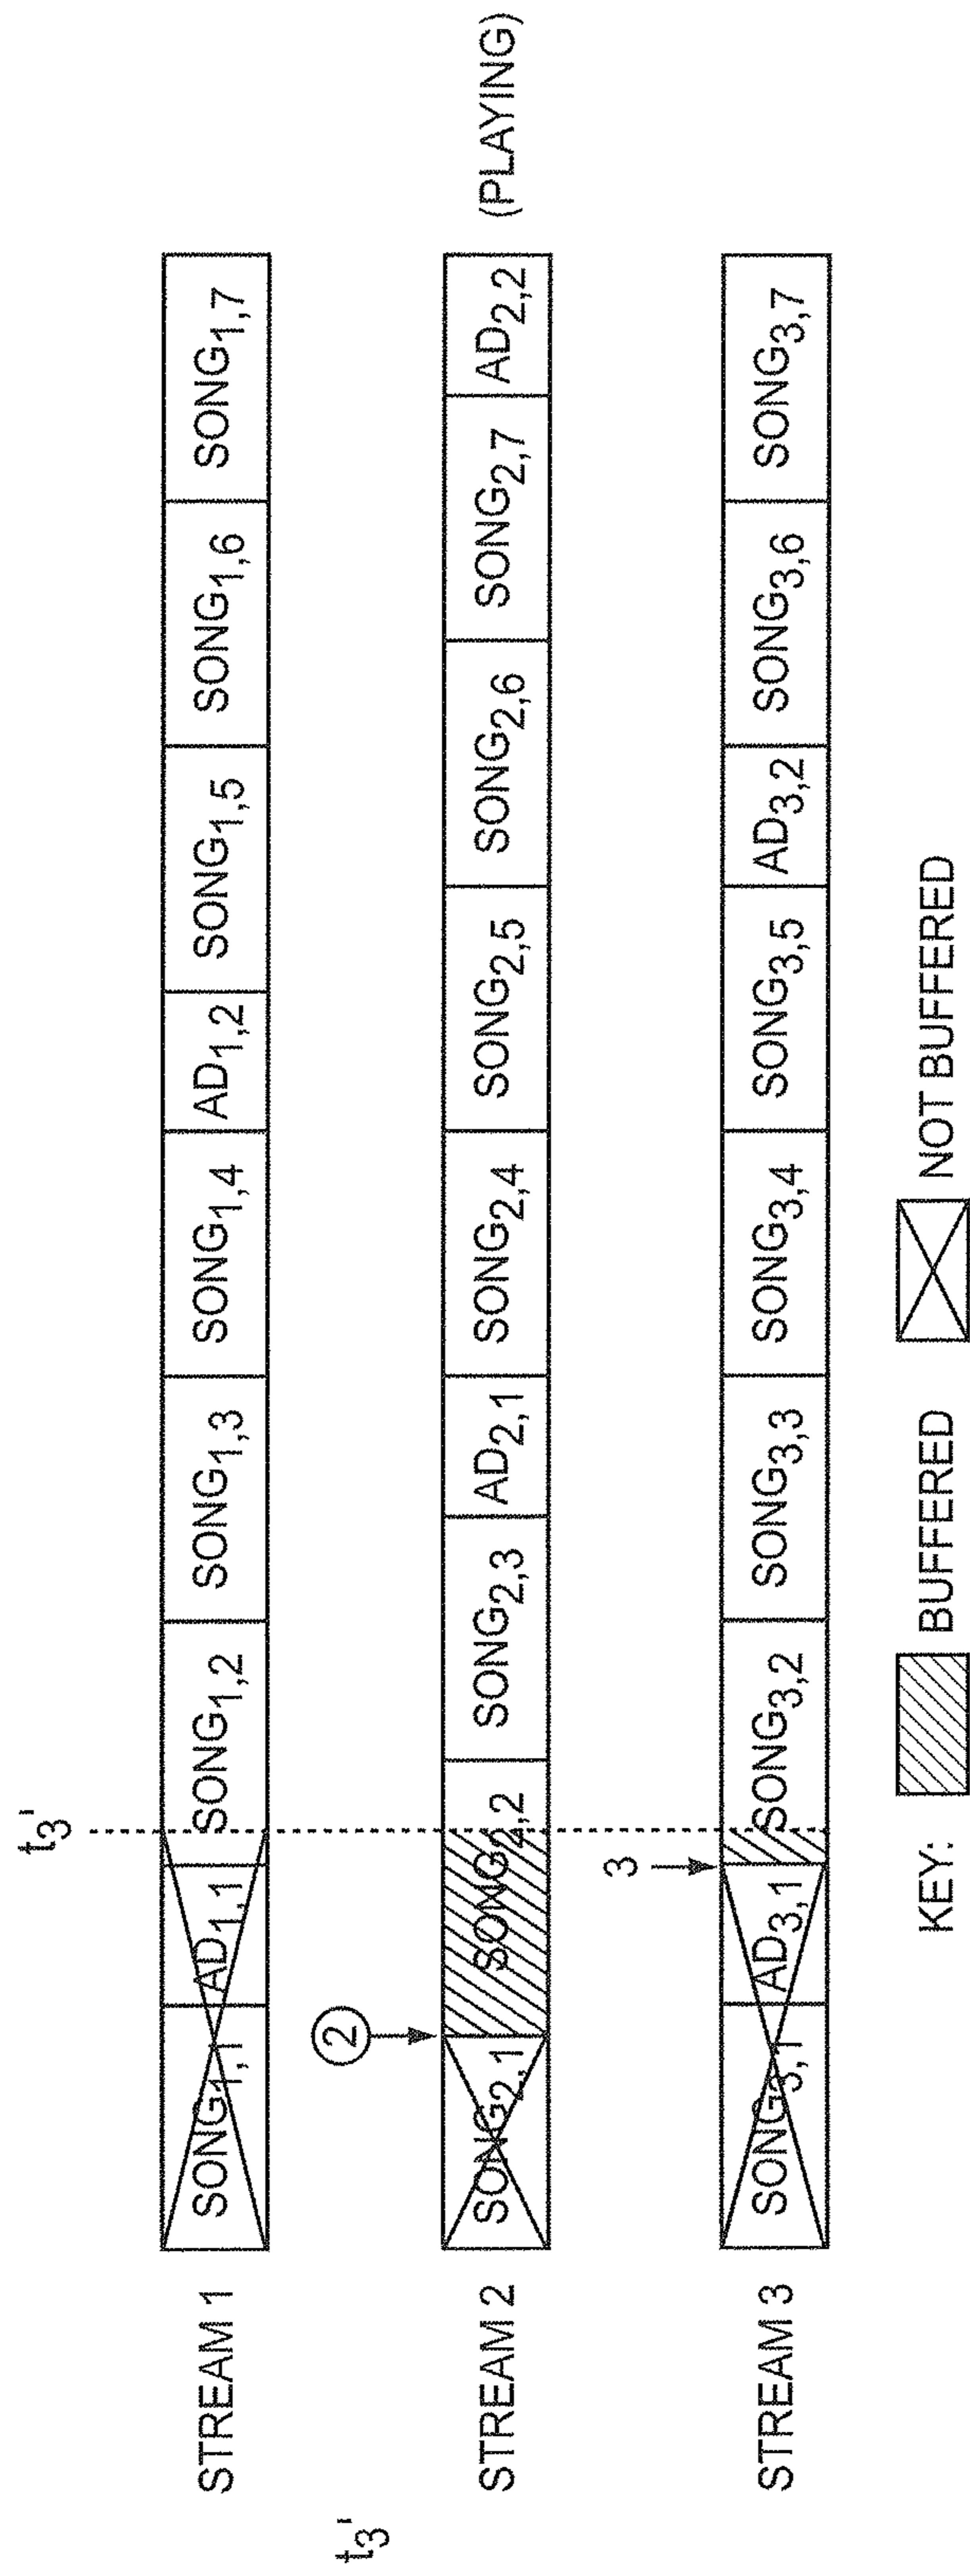 t₃'
STREAM 1 SONG₁,₁ AD₁,₁ SONG₁,₂ SONG₁,₃ SONG₁,₄ AD₁,₂ SONG₁,₅ SONG₁,₆ SONG₁,₇
t₃'
②
STREAM 2 SONG₂,₁ SONG₂,₂ SONG₂,₃ AD₂,₁ SONG₂,₄ SONG₂,₅ SONG₂,₆ SONG₂,₇ AD₂,₂ (PLAYING)
3
STREAM 3 SONG₃,₁ AD₃,₁ SONG₃,₂ SONG₃,₃ SONG₃,₄ SONG₃,₅ AD₃,₂ SONG₃,₆ SONG₃,₇
KEY: BUFFERED NOT BUFFERED